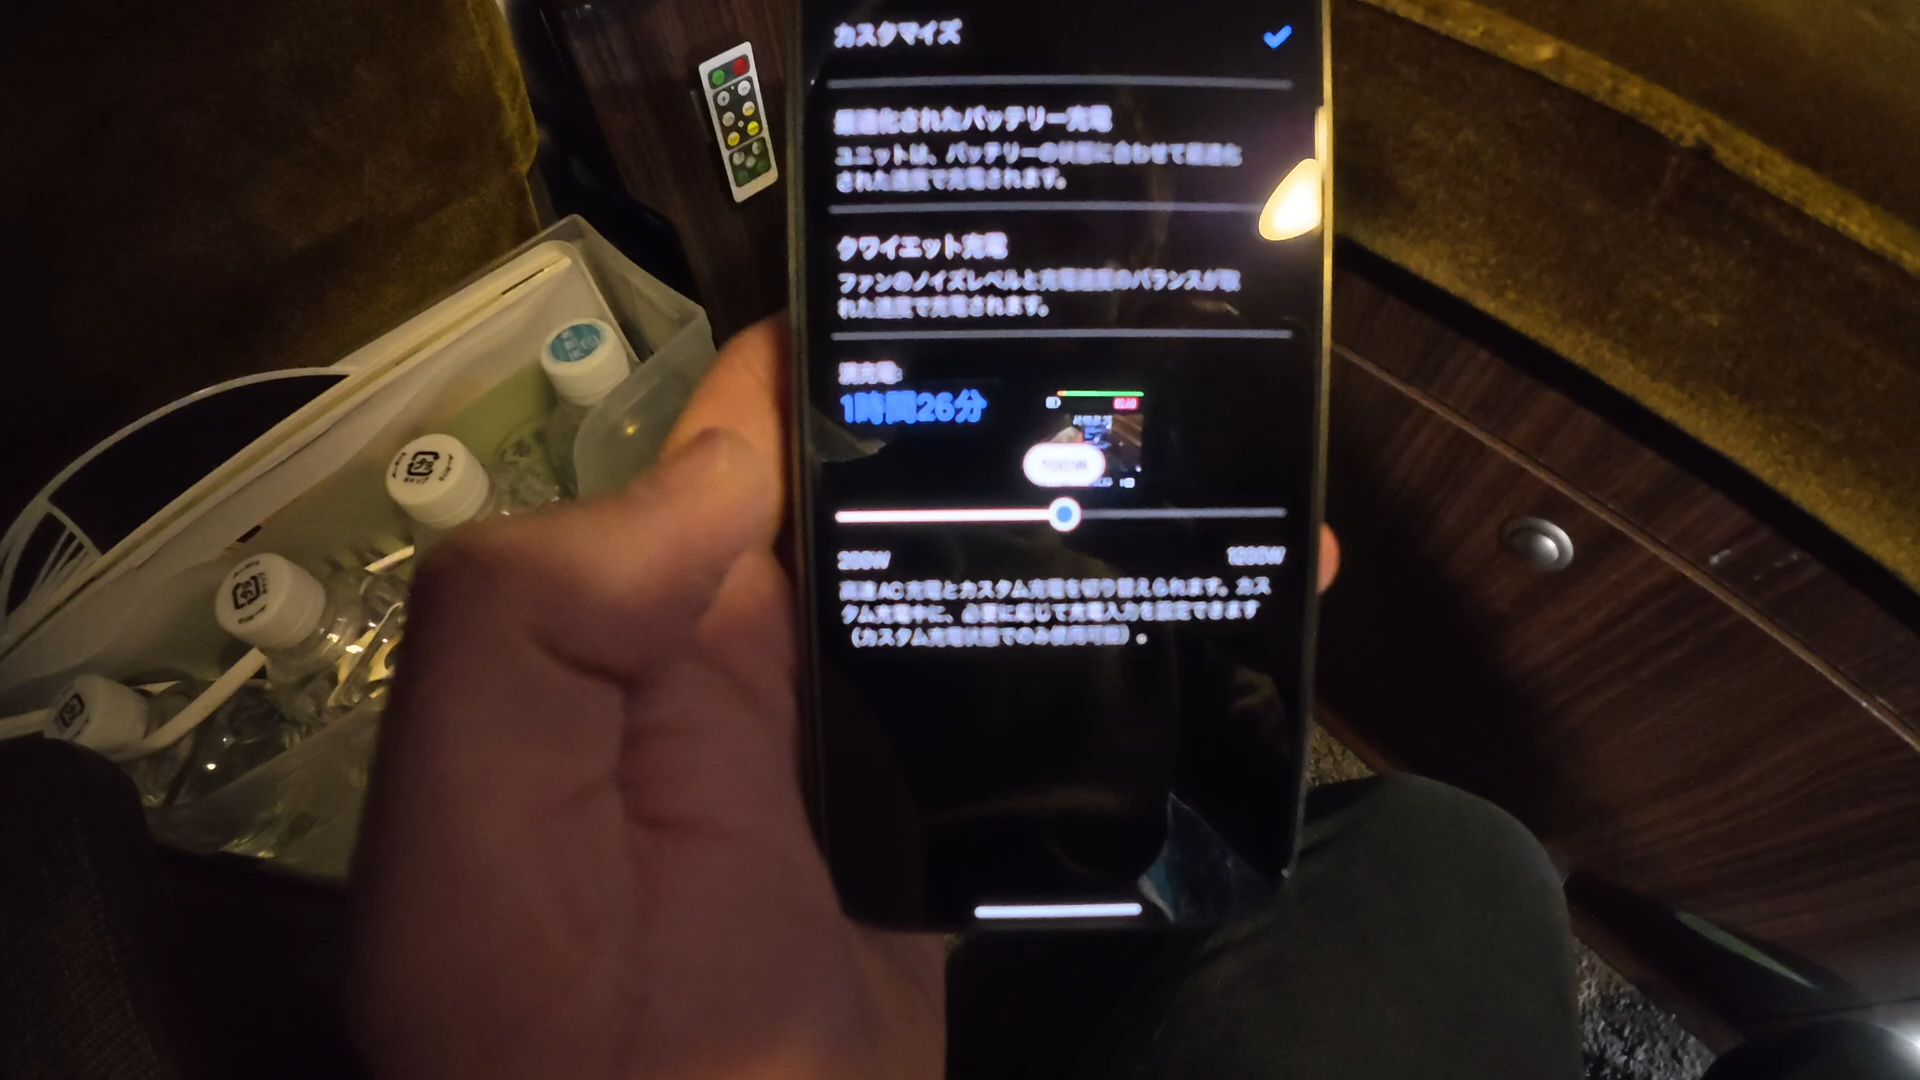 カスタマイズ
最適化されたバッテリー充電
ユニットは、バッテリーの状態に合わせて最適化
された速度で充電されます。
クワイエット充電
ファンのノイズレベルと充電速度のバランスが取
れた速度で充電されます。
満充電:
1時間26分
200W
高速AC充電とカスタム充電を切り替えられます。カス
タム充電中に、必要に応じて充電入力を設定できます
（カスタム充電状態でのみ使用可能）。